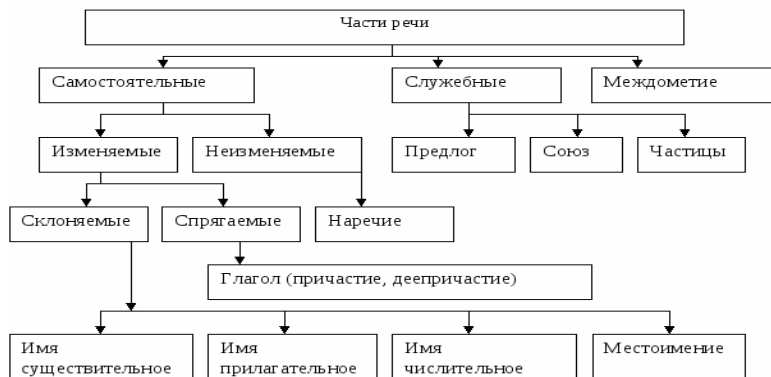 Части речи
Самостоятельные
Служебные
Междометие
Изменяемые
Неизменяемые
Предлог
Союз
Частицы
Склоняемые
Спрягаемые
Наречие
Глагол (причастие, деепричастие)
Имя
существительное
Имя
прилагательное
Имя
числительное
Местоимение